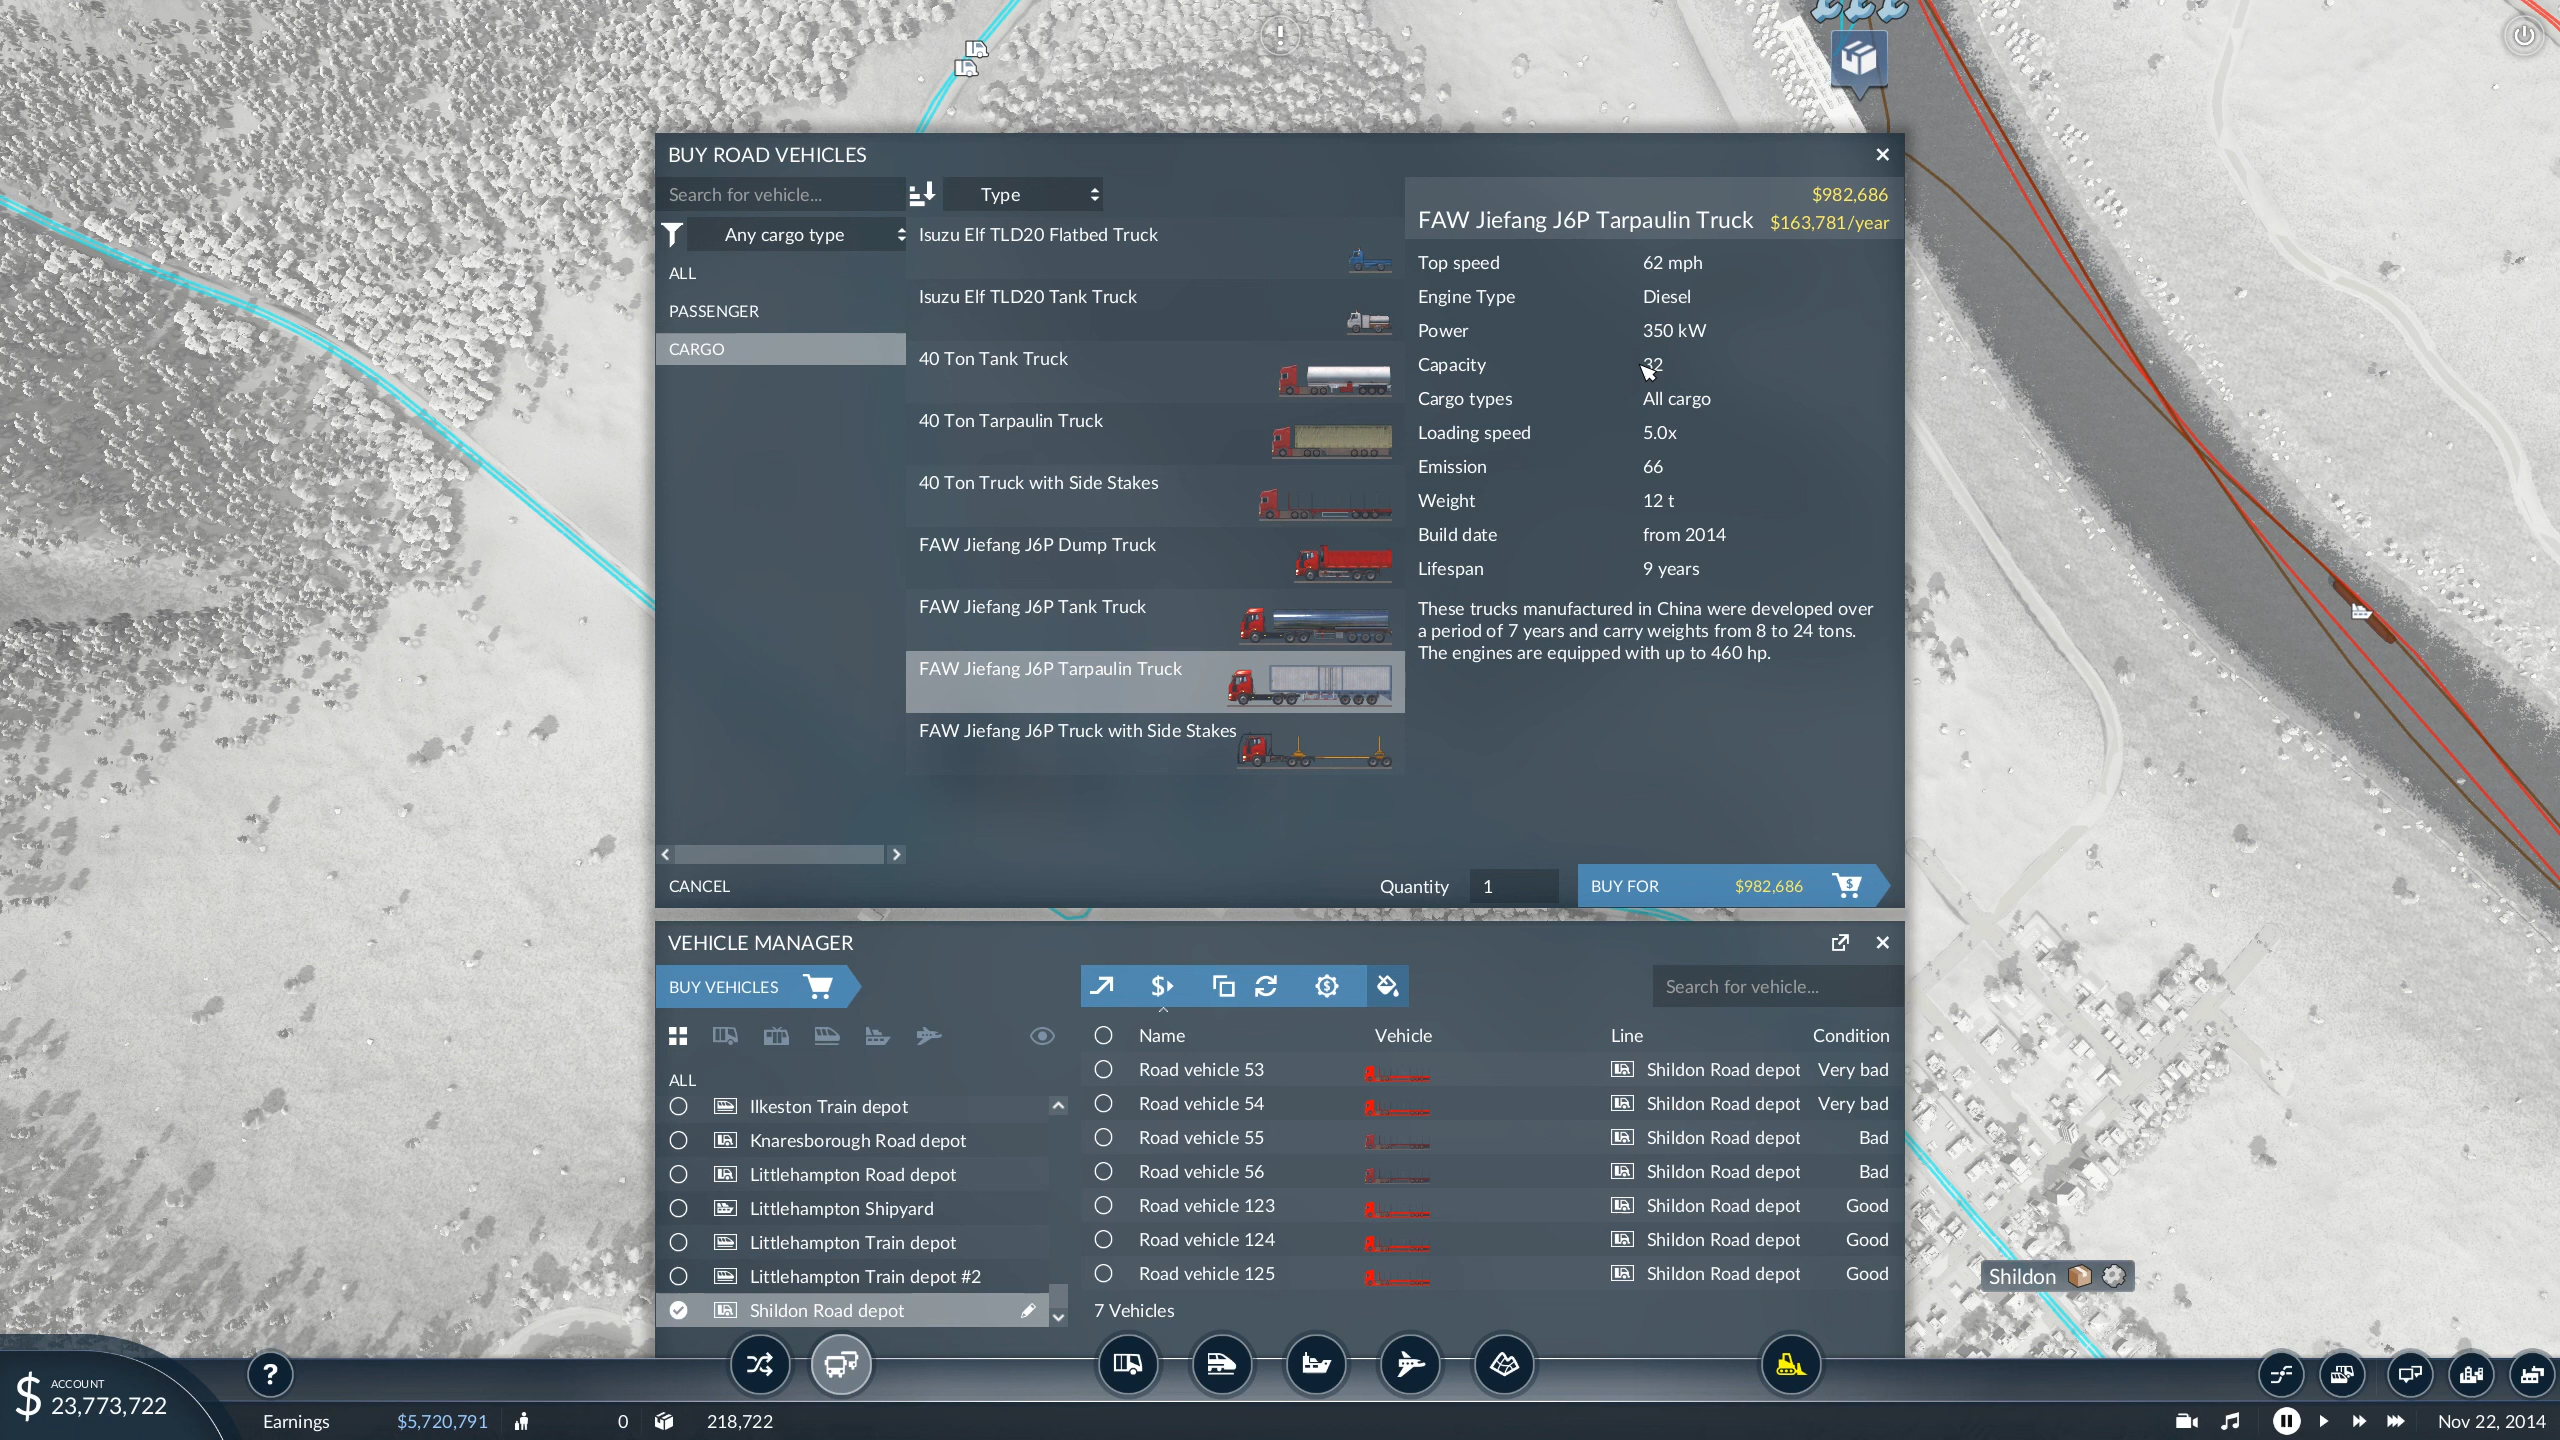 BUY ROAD VEHICLES
Search for vehicle...
Type
Any cargo type
ALL
PASSENGER
CARGO
Isuzu Elf TLD20 Flatbed Truck
Isuzu Elf TLD20 Tank Truck
40 Ton Tank Truck
40 Ton Tarpaulin Truck
40 Ton Truck with Side Stakes
FAW Jiefang J6P Dump Truck
FAW Jiefang J6P Tank Truck
FAW Jiefang J6P Tarpaulin Truck
FAW Jiefang J6P Truck with Side Stakes
$982,686
FAW Jiefang J6P Tarpaulin Truck $163,781/year
Top speed 62 mph
Engine Type Diesel
Power 350 kW
Capacity 32
Cargo types All cargo
Loading speed 5.0x
Emission 66
Weight 12 t
Build date from 2014
Lifespan 9 years
These trucks manufactured in China were developed over
a period of 7 years and carry weights from 8 to 24 tons.
The engines are equipped with up to 460 hp.
CANCEL
Quantity 1
BUY FOR $982,686
VEHICLE MANAGER
BUY VEHICLES
Search for vehicle...
ALL
Ilkeston Train depot
Knaresborough Road depot
Littlehampton Road depot
Littlehampton Shipyard
Littlehampton Train depot
Littlehampton Train depot #2
Shildon Road depot
Name Vehicle Line Condition
Road vehicle 53 Shildon Road depot Very bad
Road vehicle 54 Shildon Road depot Very bad
Road vehicle 55 Shildon Road depot Bad
Road vehicle 56 Shildon Road depot Bad
Road vehicle 123 Shildon Road depot Good
Road vehicle 124 Shildon Road depot Good
Road vehicle 125 Shildon Road depot Good
7 Vehicles
Shildon
ACCOUNT
$ 23,773,722
?
Earnings $5,720,791 0 218,722
Nov 22, 2014